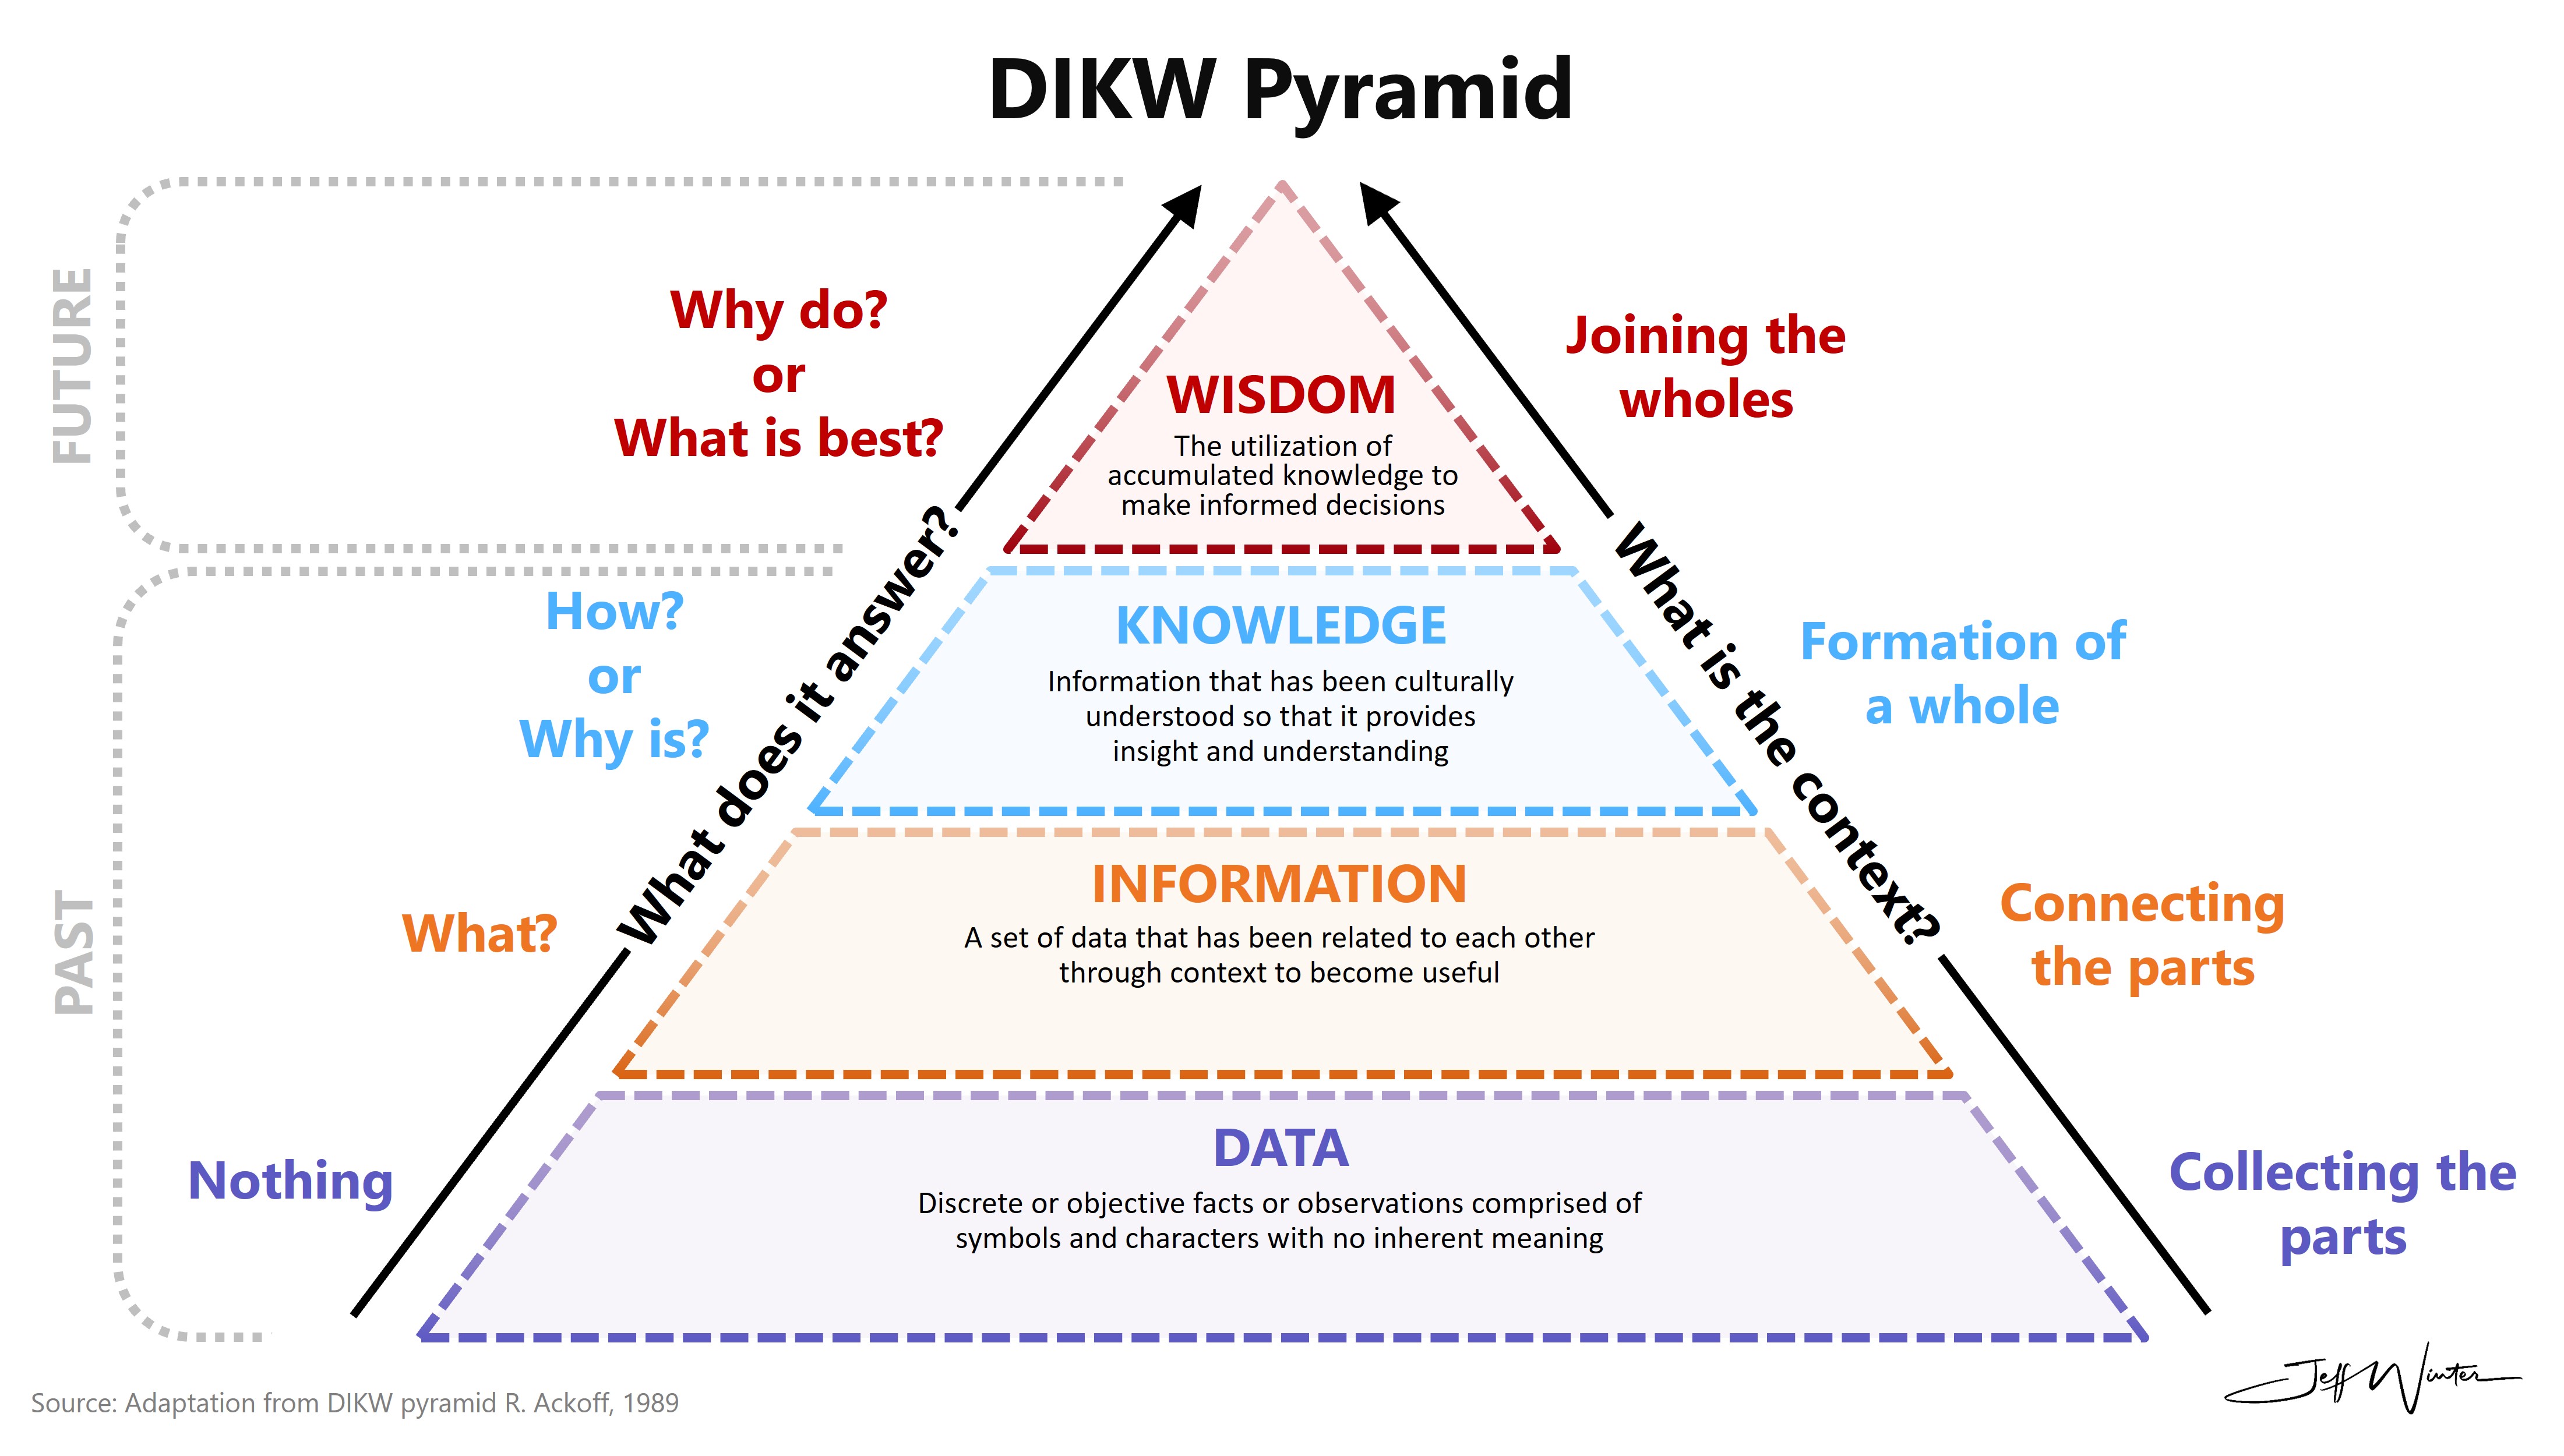 DIKW Pyramid
FUTURE
Why do?
or
What is best?
WISDOM
The utilization of
accumulated knowledge to
make informed decisions
Joining the
wholes
What does it answer?
What is the context?
PAST
How?
or
Why is?
KNOWLEDGE
Information that has been culturally
understood so that it provides
insight and understanding
Formation of
a whole
What?
INFORMATION
A set of data that has been related to each other
through context to become useful
Connecting
the parts
Nothing
DATA
Discrete or objective facts or observations comprised of
symbols and characters with no inherent meaning
Collecting the
parts
Source: Adaptation from DIKW pyramid R. Ackoff, 1989
Jeff Winter